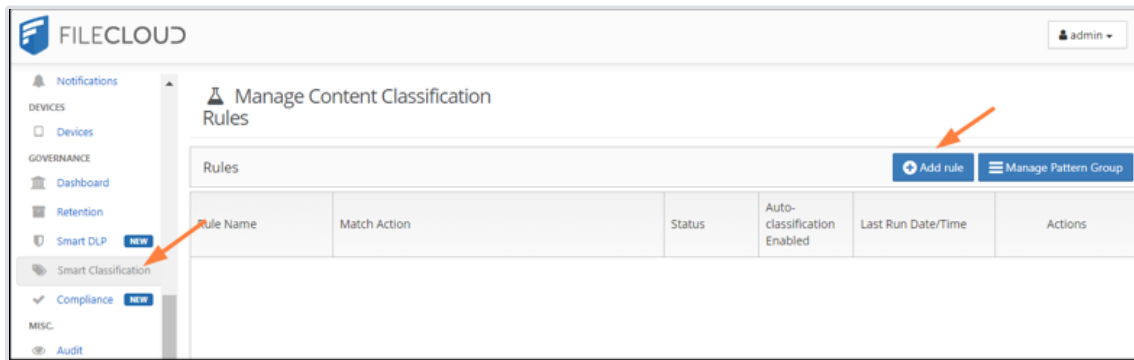 FILECLOUD
admin
Notifications
DEVICES
Devices
GOVERNANCE
Dashboard
Retention
Smart DLP NEW
Smart Classification
Compliance NEW
MISC.
Audit
Manage Content Classification
Rules
Rules
Add rule
Manage Pattern Group
Rule Name
Match Action
Status
Auto-
classification
Enabled
Last Run Date/Time
Actions